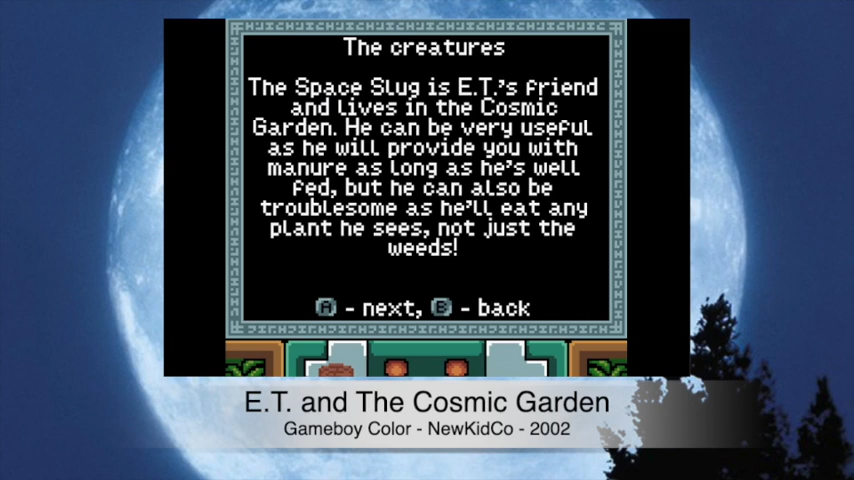 The creatures
The Space Slug is E.T.'s friend
and lives in the Cosmic
Garden. He can be very useful
as he will provide you with
manure as long as he's well
fed, but he can also be
troublesome as he'll eat any
plant he sees, not just the
weeds!
A - next, B - back
E.T. and The Cosmic Garden
Gameboy Color - NewKidCo - 2002